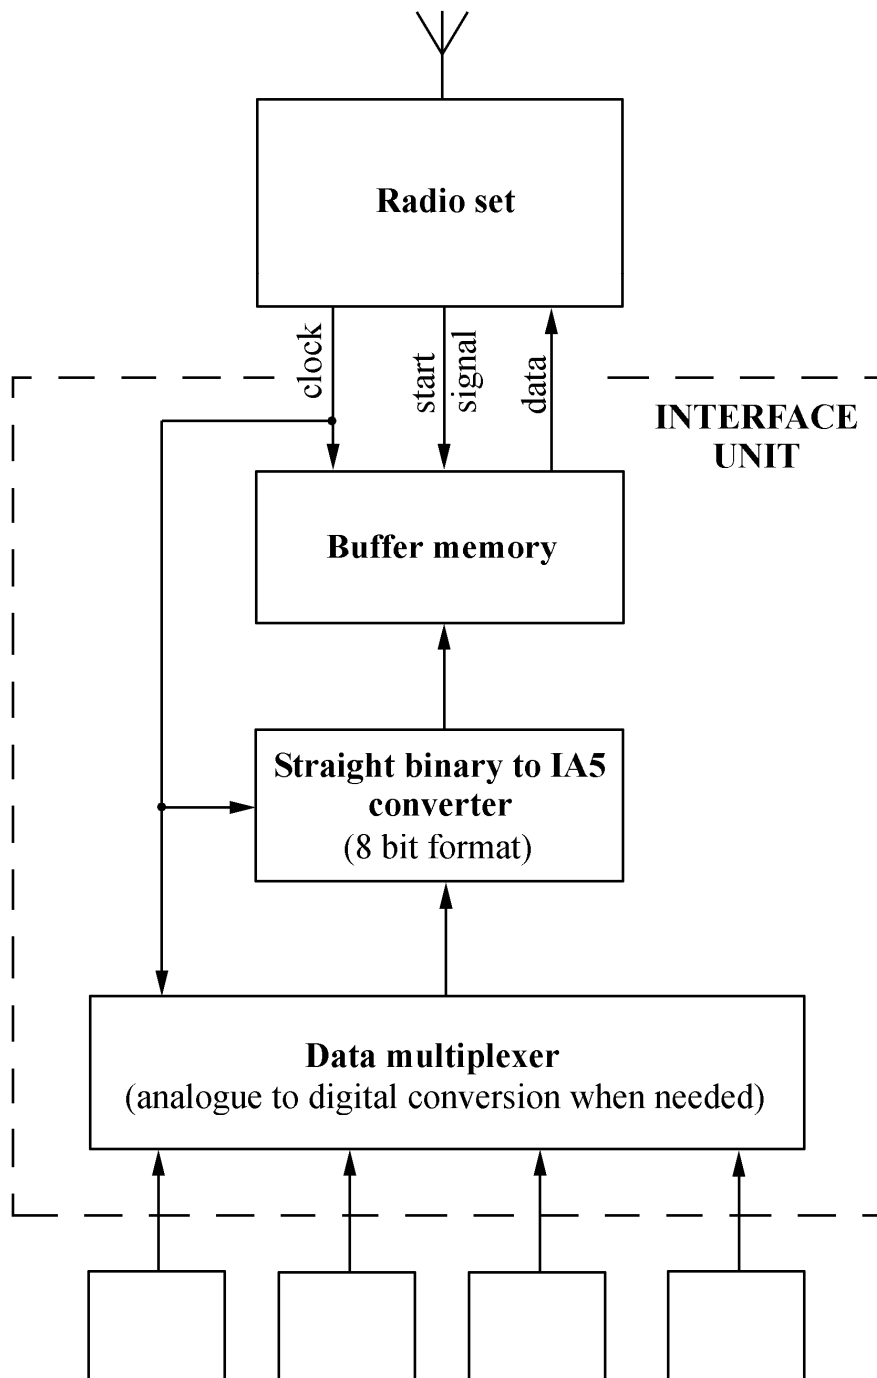 Radio set
clock
start
signal
data
INTERFACE
UNIT
Buffer memory
Straight binary to IA5
converter
(8 bit format)
Data multiplexer
(analogue to digital conversion when needed)